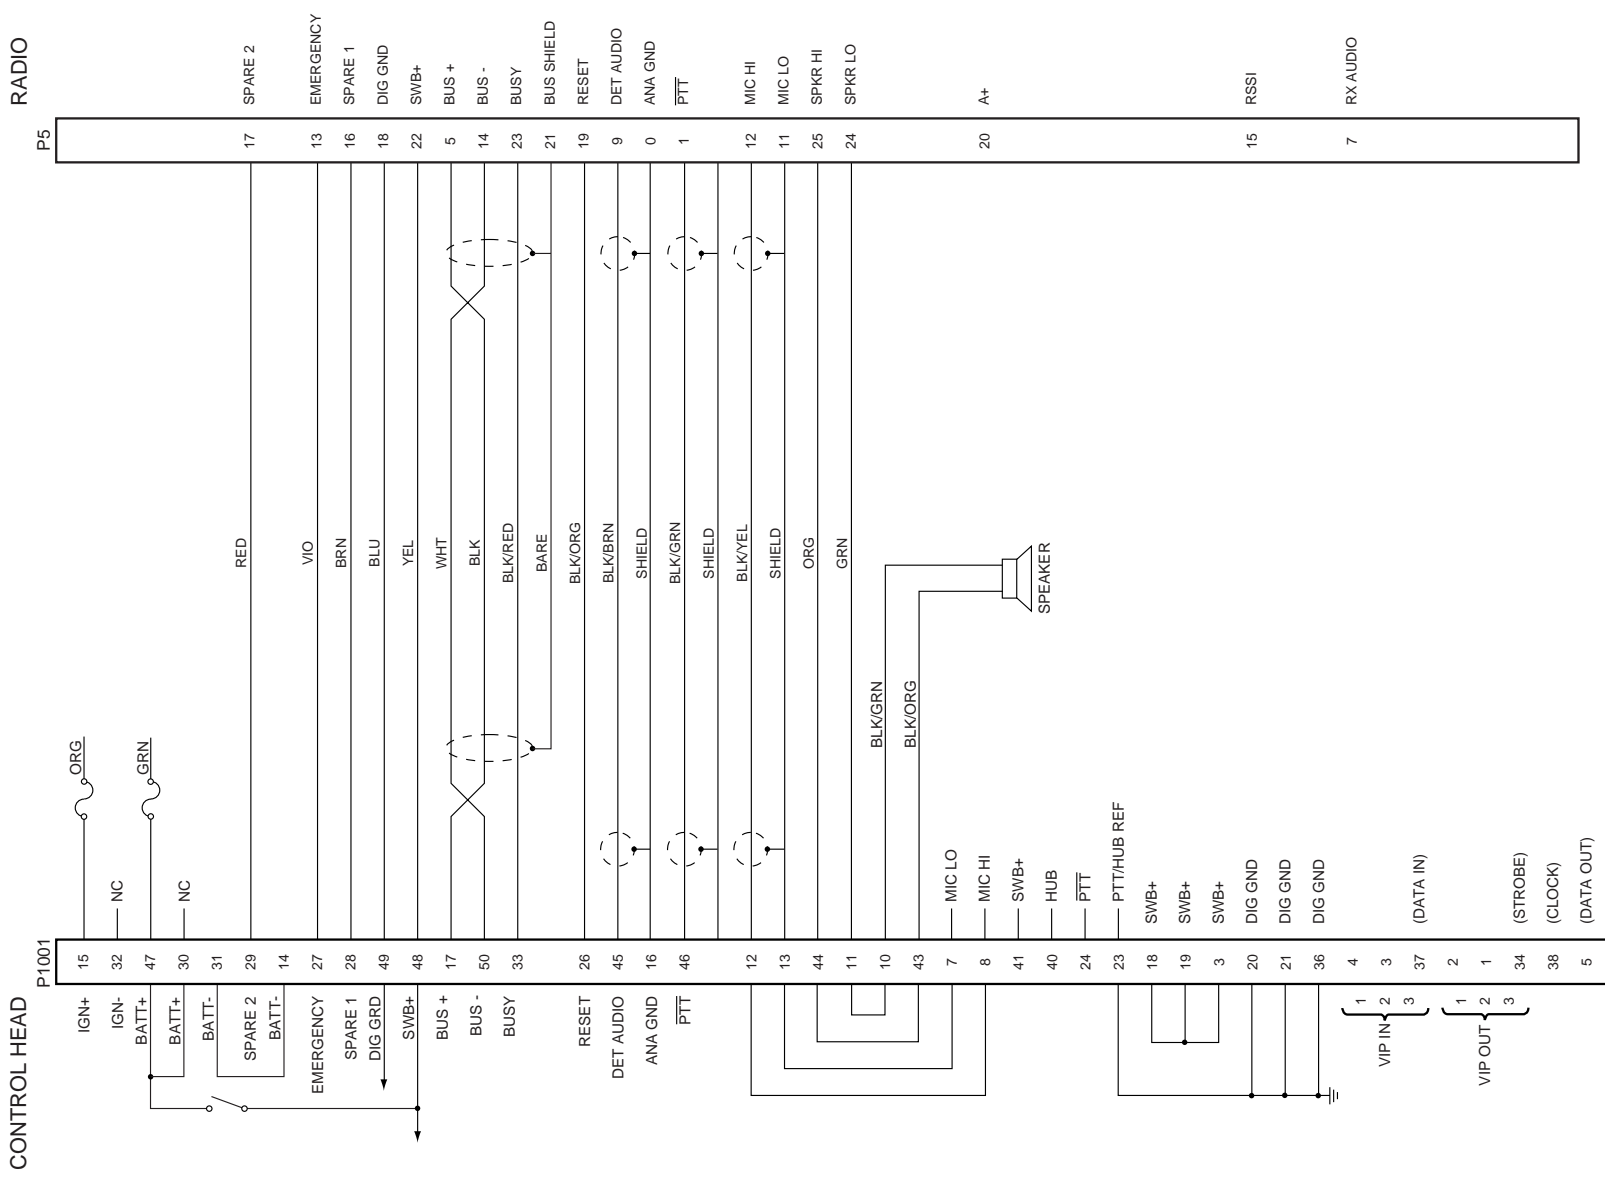 CONTROL HEAD
P1001
RADIO
P5
IGN+ 15 ORG
IGN- 32 NC
BATT+ 47 GRN
BATT+ 30 NC
BATT- 31
SPARE 2 29 RED 17 SPARE 2
BATT- 14
EMERGENCY 27 VIO 13 EMERGENCY
SPARE 1 28 BRN 16 SPARE 1
DIG GRD 49 BLU 18 DIG GND
SWB+ 48 YEL 22 SWB+
BUS + 17 WHT 5 BUS +
BUS - 50 BLK 14 BUS -
BUSY 33 BLK/RED 23 BUSY
BARE 21 BUS SHIELD
RESET 26 BLK/ORG 19 RESET
DET AUDIO 45 BLK/BRN 9 DET AUDIO
ANA GND 16 SHIELD 0 ANA GND
PTT 46 BLK/GRN 1 PTT
SHIELD
12 BLK/YEL 12 MIC HI
13 SHIELD 11 MIC LO
44 ORG 25 SPKR HI
11 GRN 24 SPKR LO
10 BLK/GRN
43 BLK/ORG
SPEAKER
7 MIC LO
8 MIC HI
20 A+
41 SWB+
40 HUB
24 PTT
23 PTT/HUB REF
18 SWB+
19 SWB+
3 SWB+
20 DIG GND
15 RSSI
21 DIG GND
36 DIG GND
7 RX AUDIO
VIP IN
1 4
2 3
3 37 (DATA IN)
VIP OUT
1 2
2 1
3 34 (STROBE)
38 (CLOCK)
5 (DATA OUT)